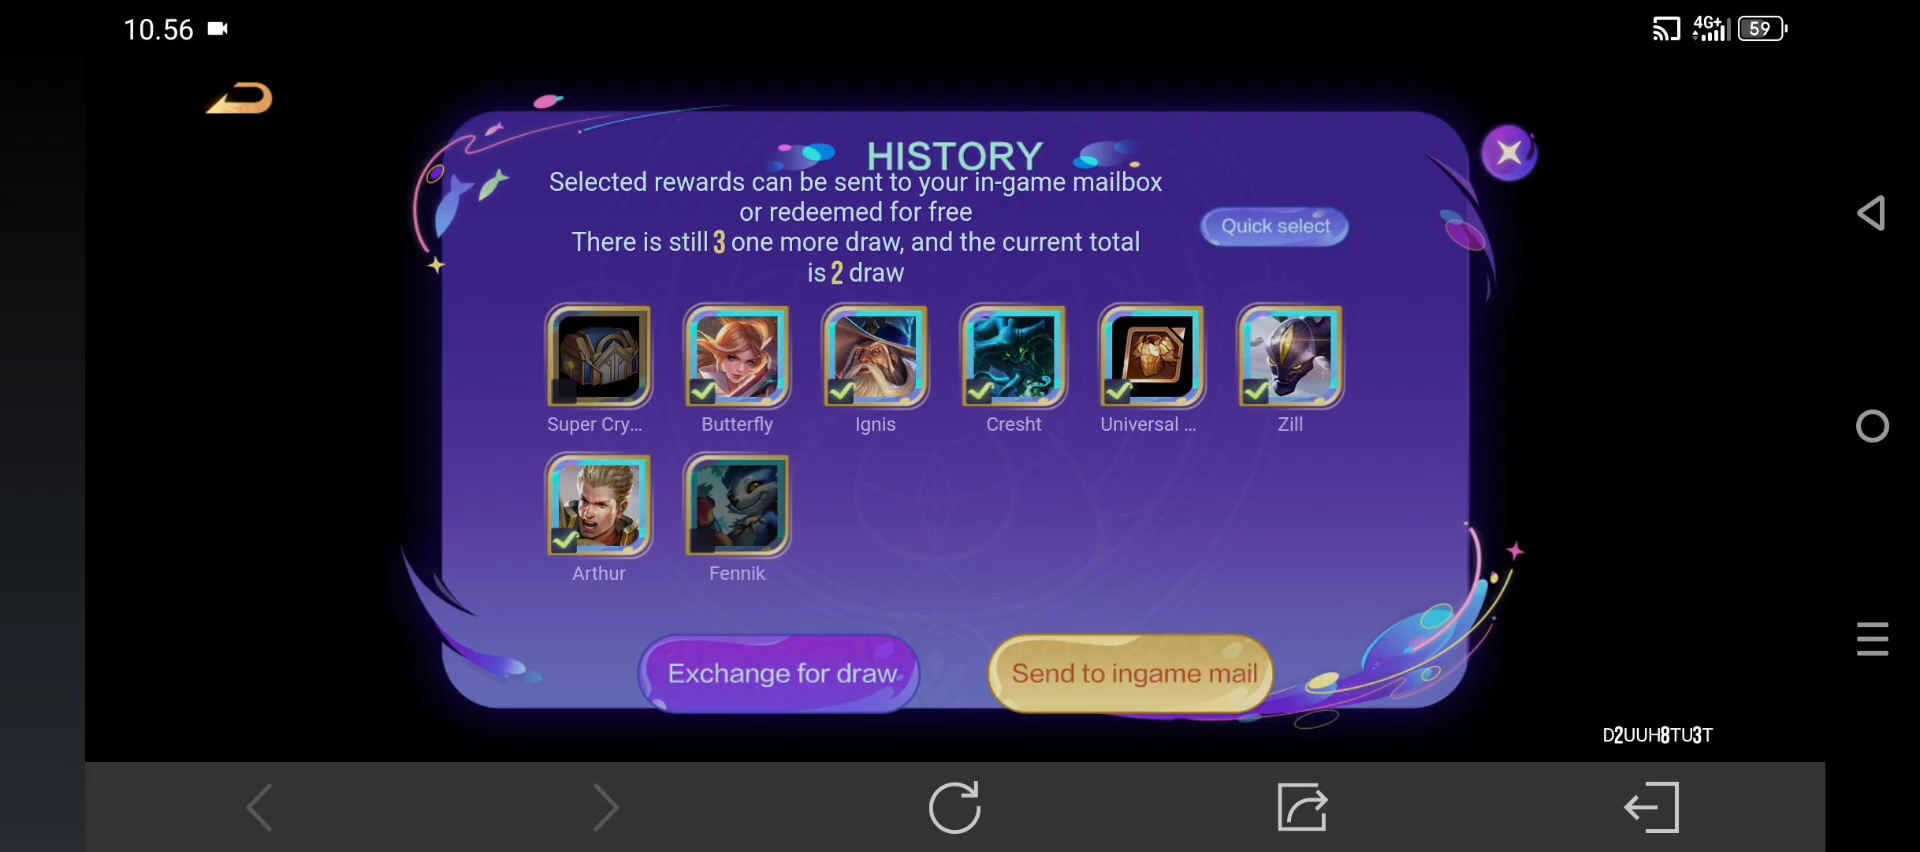 10.56
4G+
59
HISTORY
Selected rewards can be sent to your in-game mailbox
or redeemed for free
There is still 3 one more draw, and the current total
is 2 draw
Quick select
Super Cry...
Butterfly
Ignis
Cresht
Universal ...
Zill
Arthur
Fennik
Exchange for draw
Send to ingame mail
D2UUH8TU3T